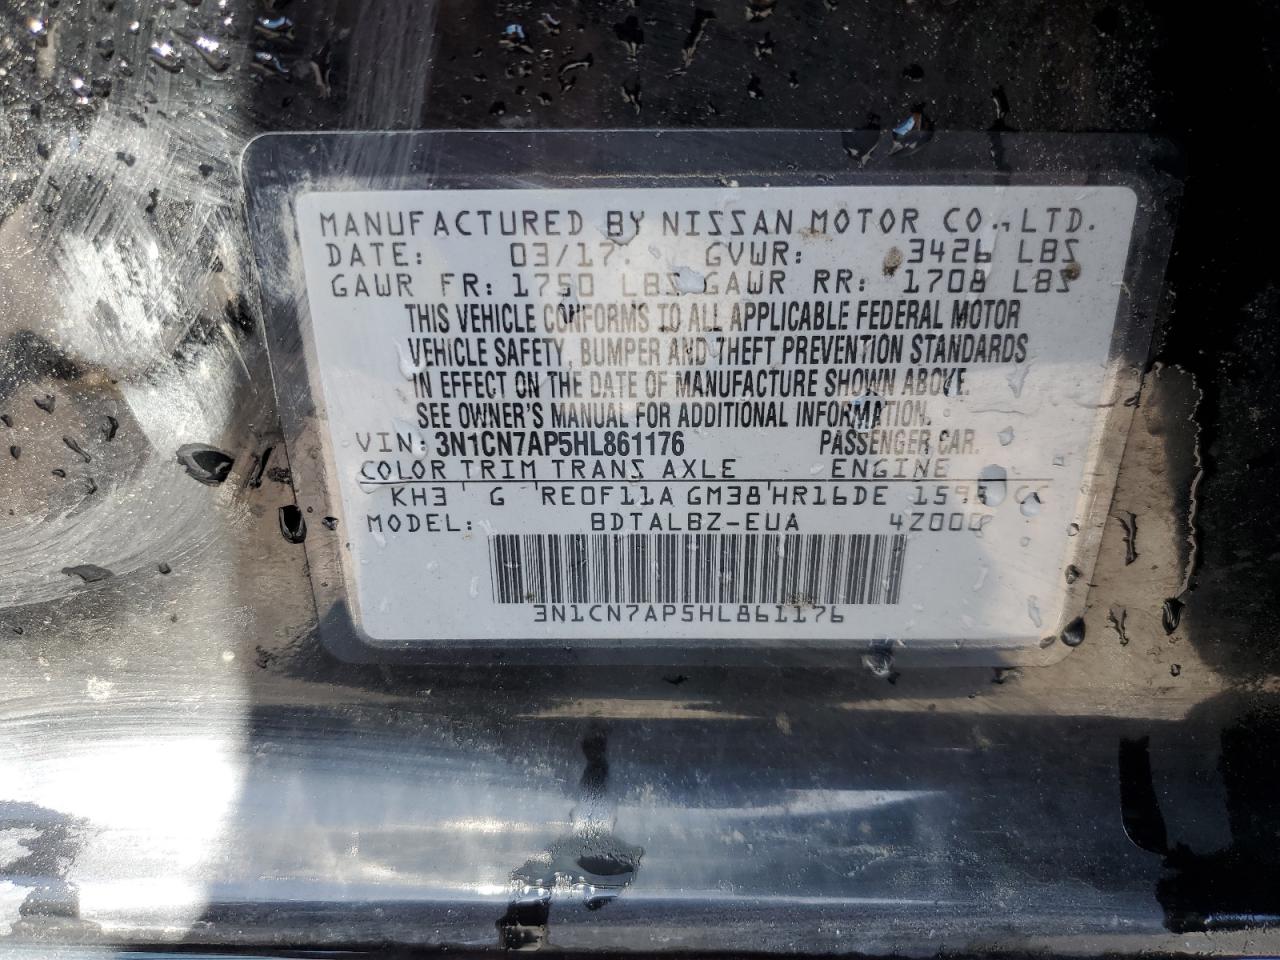 MANUFACTURED BY NISSAN MOTOR CO., LTD.
DATE: 03/17 GVWR: 3426 LBS
GAWR FR: 1750 LBS GAWR RR: 1708 LBS
THIS VEHICLE CONFORMS TO ALL APPLICABLE FEDERAL MOTOR
VEHICLE SAFETY, BUMPER AND THEFT PREVENTION STANDARDS
IN EFFECT ON THE DATE OF MANUFACTURE SHOWN ABOVE.
SEE OWNER'S MANUAL FOR ADDITIONAL INFORMATION.
VIN: 3N1CN7AP5HL861176 PASSENGER CAR.
COLOR TRIM TRANS AXLE ENGINE
KH3 G RE0F11A GM38 HR16DE CC
MODEL: BDTALBZ-EUA
3N1CN7AP5HL861176